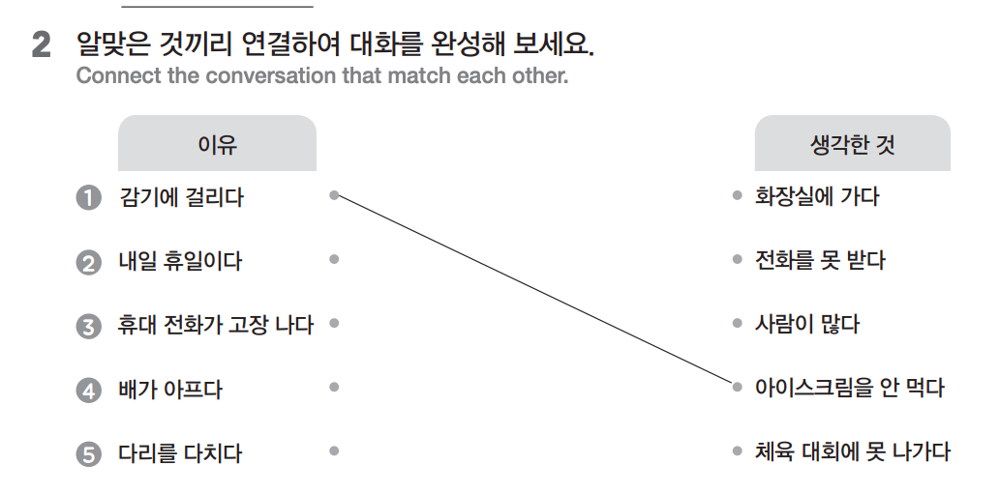 2 알맞은 것끼리 연결하여 대화를 완성해 보세요.
Connect the conversation that match each other.
이유 생각한 것
1 감기에 걸리다 화장실에 가다
2 내일 휴일이다 전화를 못 받다
3 휴대 전화가 고장 나다 사람이 많다
4 배가 아프다 아이스크림을 안 먹다
5 다리를 다치다 체육 대회에 못 나가다